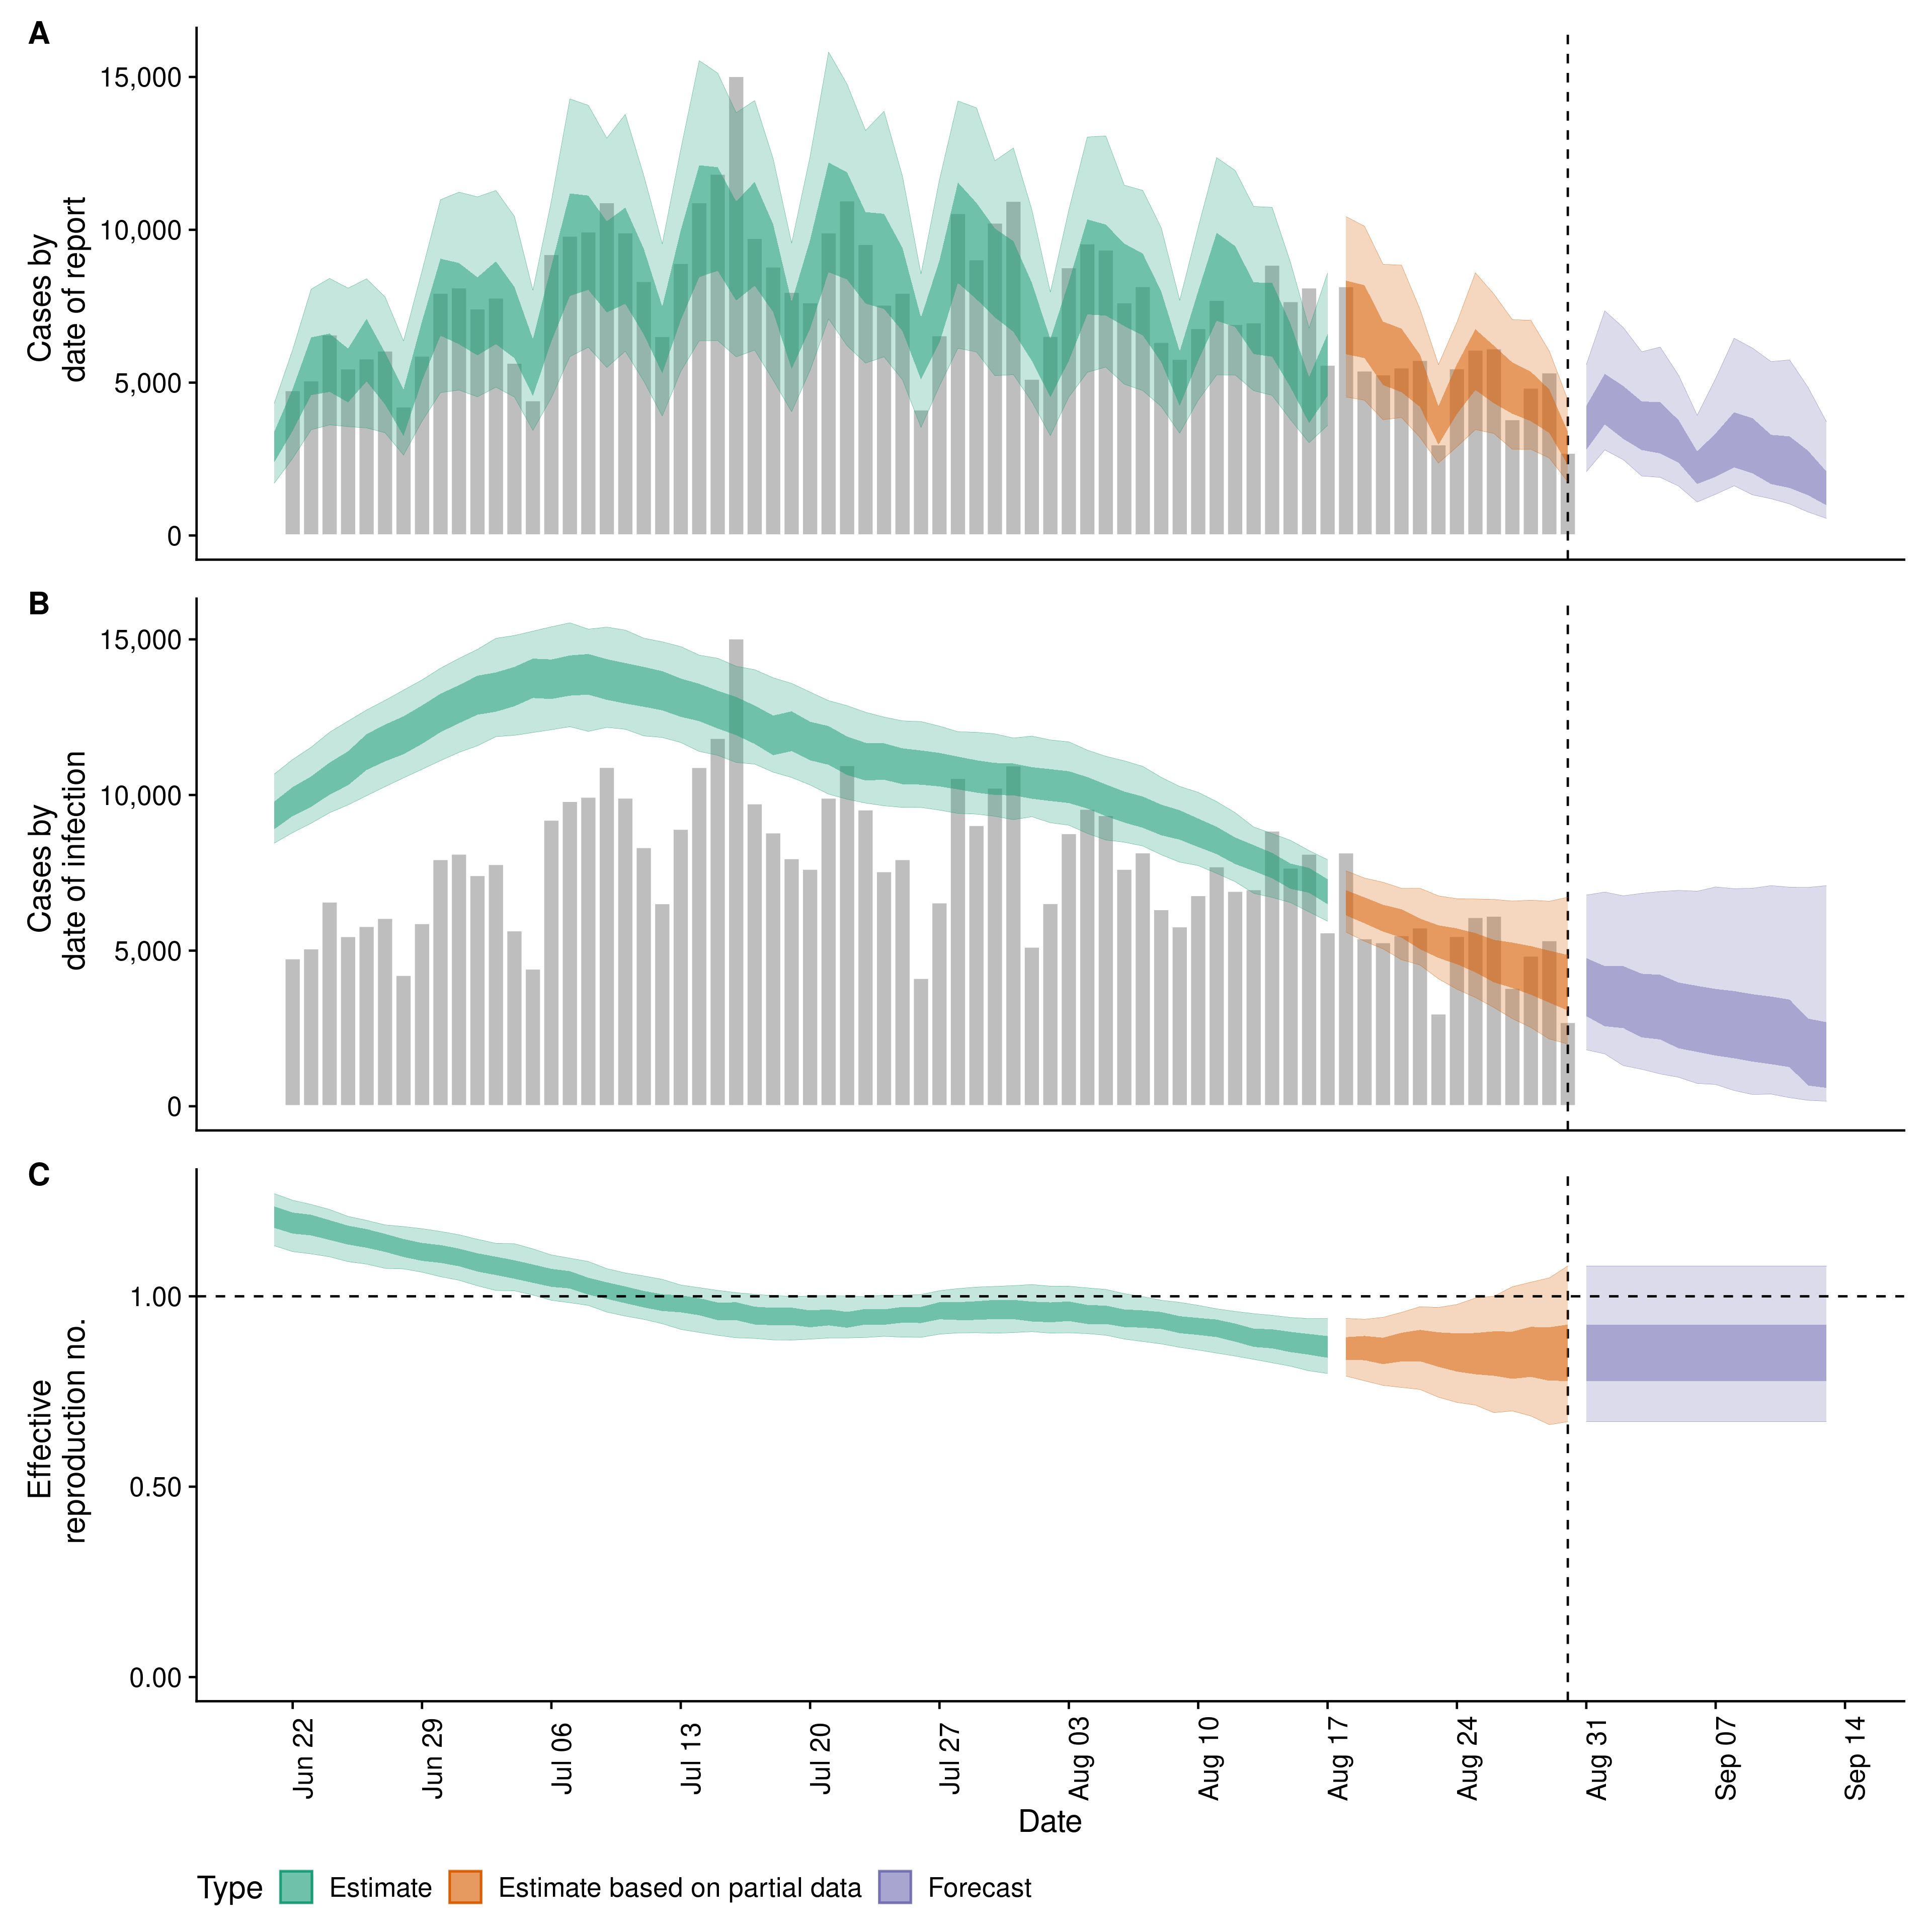 A
Cases by
date of report
15,000
10,000
5,000
0
B
Cases by
date of infection
15,000
10,000
5,000
0
C
Effective
reproduction no.
1.00
0.50
0.00
Jun 22
Jun 29
Jul 06
Jul 13
Jul 20
Jul 27
Aug 03
Aug 10
Aug 17
Aug 24
Aug 31
Sep 07
Sep 14
Date
Type Estimate Estimate based on partial data Forecast